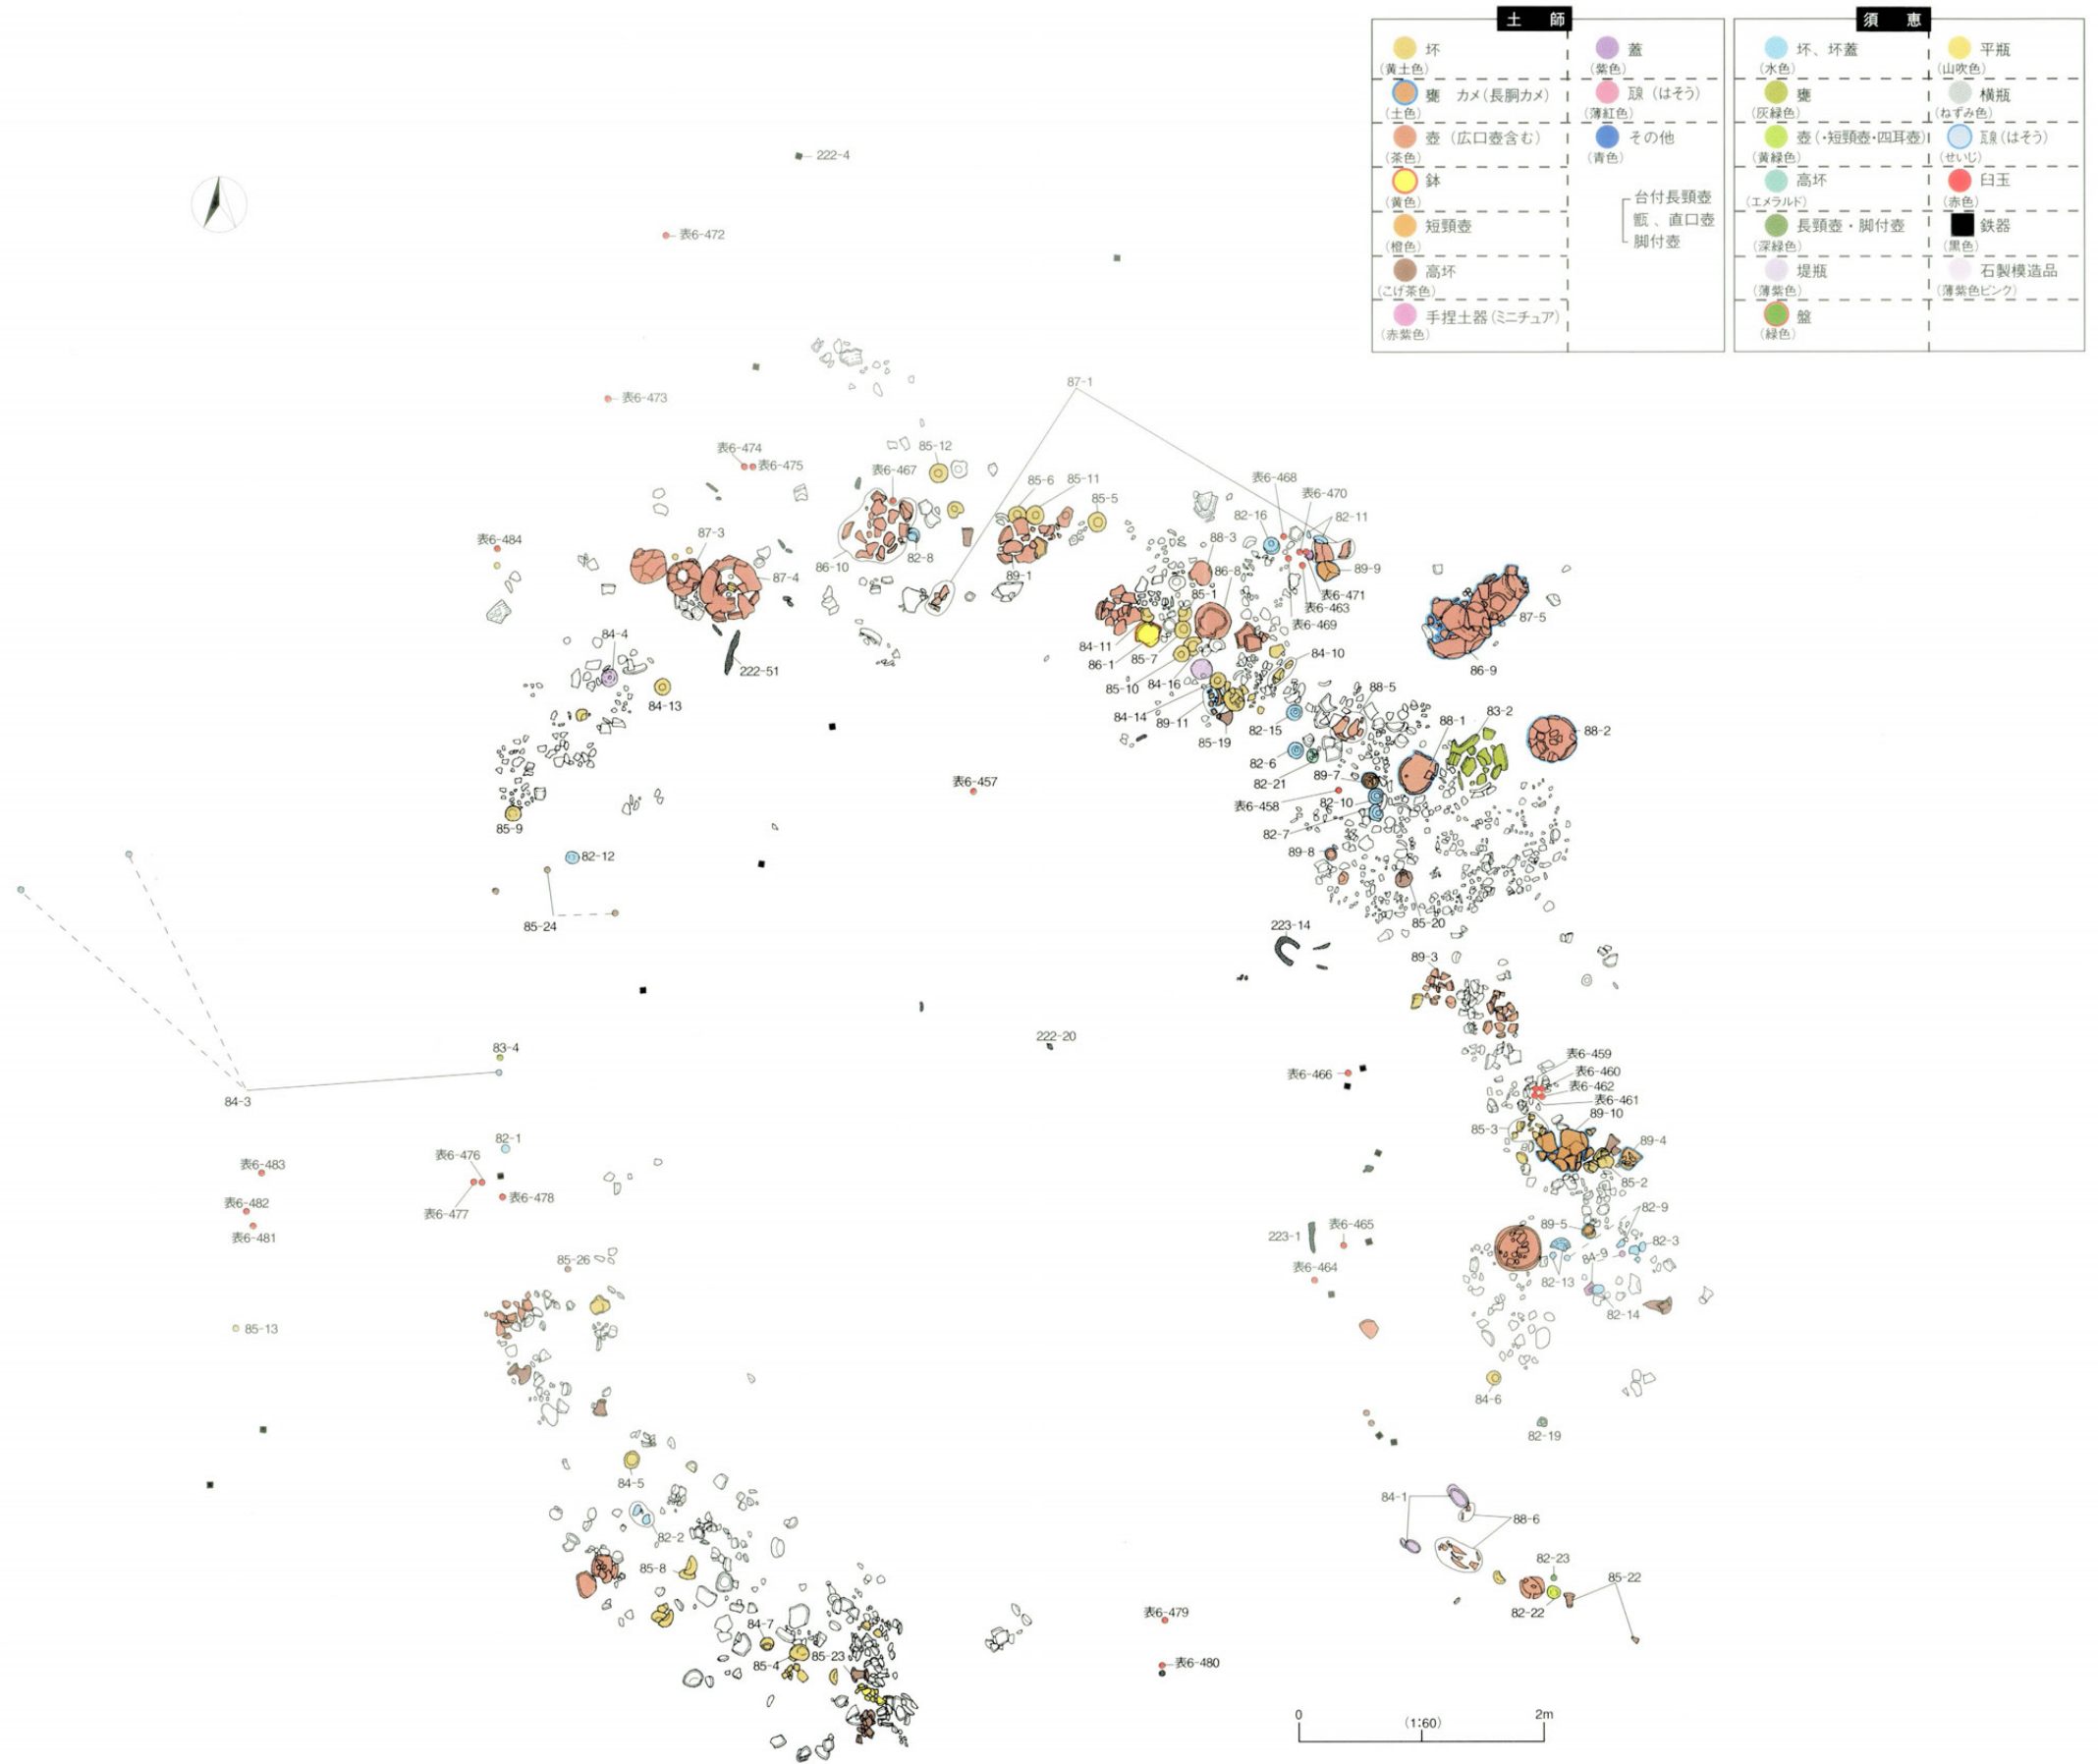 土 師
坏
(黄土色)
甕 カメ(長胴カメ)
(土色)
壺 (広口壺含む)
(茶色)
鉢
(黄色)
短頸壺
(橙色)
高坏
(こげ茶色)
手捏土器(ミニチュア)
(赤紫色)
蓋
(紫色)
𤭯 (はそう)
(薄紅色)
その他
(青色)
台付長頸壺
甑、直口壺
脚付壺
須 恵
坏、坏蓋
(水色)
甕
(灰緑色)
壺(・短頸壺・四耳壺)
(黄緑色)
高坏
(エメラルド)
長頸壺・脚付壺
(深緑色)
堤瓶
(薄紫色)
盤
(緑色)
平瓶
(山吹色)
横瓶
(ねずみ色)
𤭯(はそう)
(せいじ)
臼玉
(赤色)
鉄器
(黒色)
石製模造品
(薄紫色ピンク)
222-4
表6-472
87-1
表6-473
表6-474
表6-475
85-12
表6-467
85-6
85-11
85-5
表6-468
表6-470
82-16
82-11
表6-484
87-3
87-4
86-10
82-8
89-1
88-3
86-8
85-1
89-9
表6-471
表6-463
表6-469
87-5
86-9
84-4
222-51
84-13
84-11
86-1
85-7
85-10
84-16
84-10
84-14
89-11
85-19
82-15
88-5
88-1
83-2
88-2
82-6
82-21
89-7
表6-457
表6-458
82-10
82-7
85-9
82-12
89-8
85-24
85-20
223-14
89-3
222-20
83-4
84-3
表6-466
表6-459
表6-460
表6-462
表6-461
89-10
85-3
89-4
85-2
82-1
表6-476
表6-483
表6-478
表6-477
表6-482
表6-481
82-9
89-5
223-1
表6-465
82-3
84-9
82-13
表6-464
82-14
85-26
85-13
84-6
82-19
84-5
84-1
82-2
88-6
85-8
82-23
85-22
82-22
84-7
85-4
85-23
表6-479
表6-480
0 (1:60) 2m